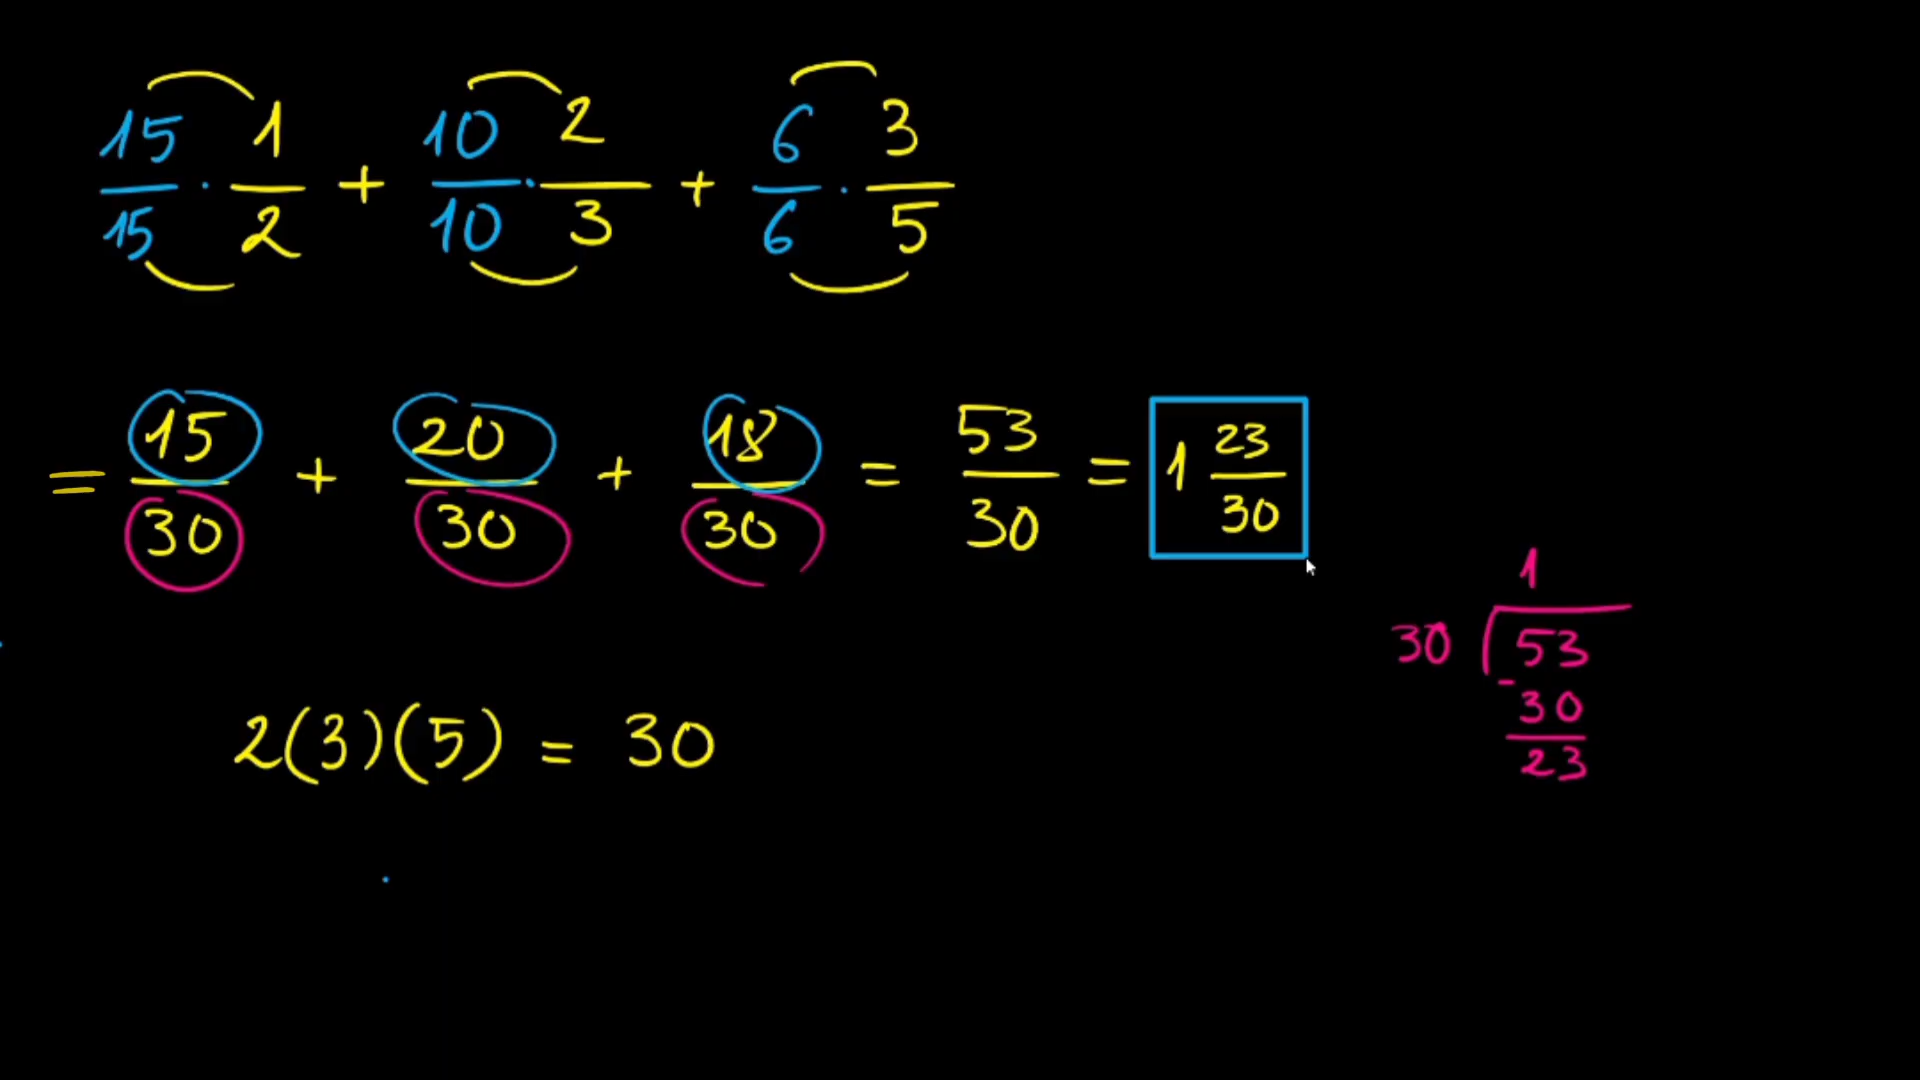 15/15 · 1/2 + 10/10 · 2/3 + 6/6 · 3/5
= 15/30 + 20/30 + 18/30 = 53/30 = 1 23/30
2(3)(5) = 30
1
30 53
- 30
23